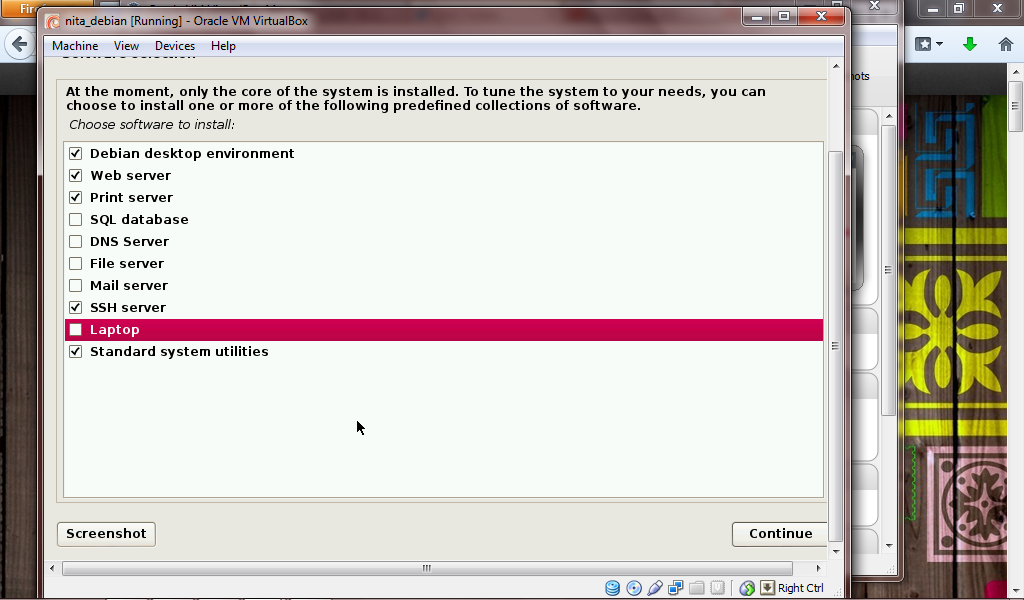 Fir
nita_debian [Running] - Oracle VM VirtualBox
Machine View Devices Help
At the moment, only the core of the system is installed. To tune the system to your needs, you can
choose to install one or more of the following predefined collections of software.
Choose software to install:
Debian desktop environment
Web server
Print server
SQL database
DNS Server
File server
Mail server
SSH server
Laptop
Standard system utilities
Screenshot
Continue
Right Ctrl